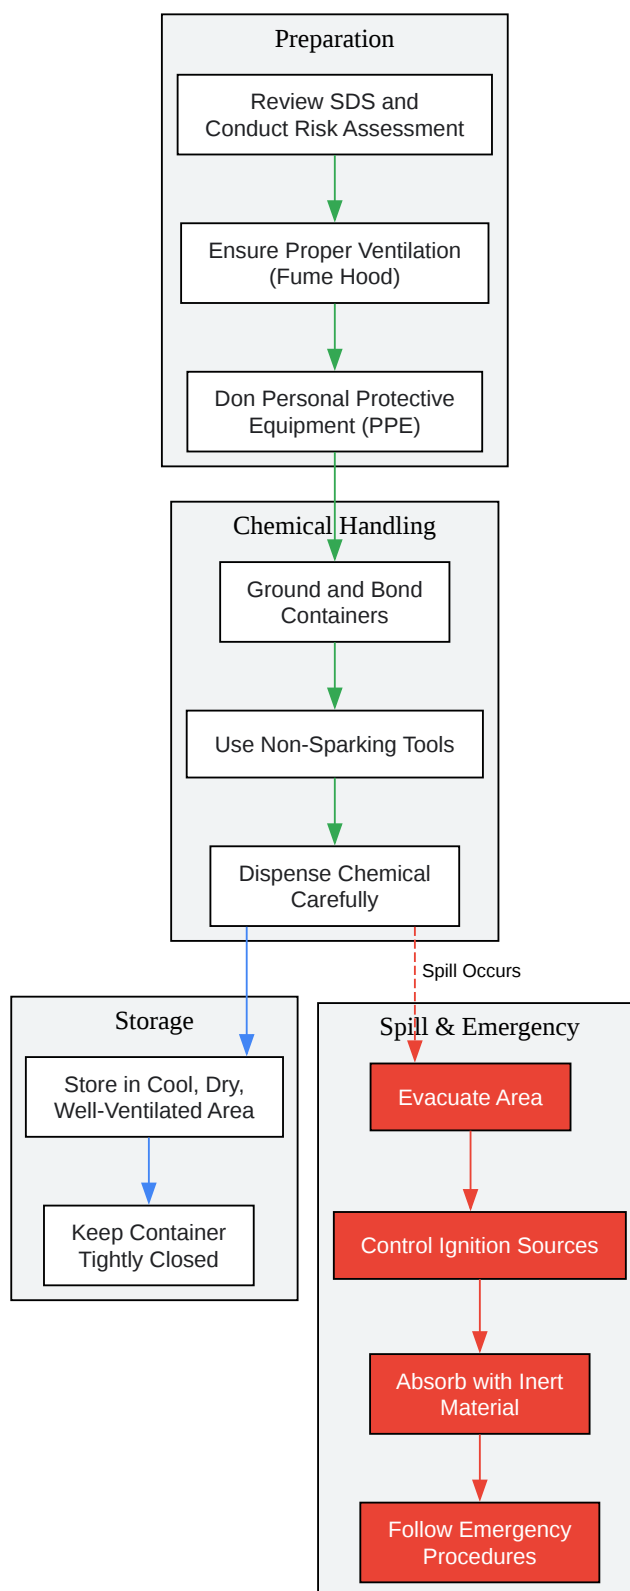 Preparation
Review SDS and
Conduct Risk Assessment
Ensure Proper Ventilation
(Fume Hood)
Don Personal Protective
Equipment (PPE)
Chemical Handling
Ground and Bond
Containers
Use Non-Sparking Tools
Dispense Chemical
Carefully
Spill Occurs
Storage
Store in Cool, Dry,
Well-Ventilated Area
Keep Container
Tightly Closed
Spill & Emergency
Evacuate Area
Control Ignition Sources
Absorb with Inert
Material
Follow Emergency
Procedures